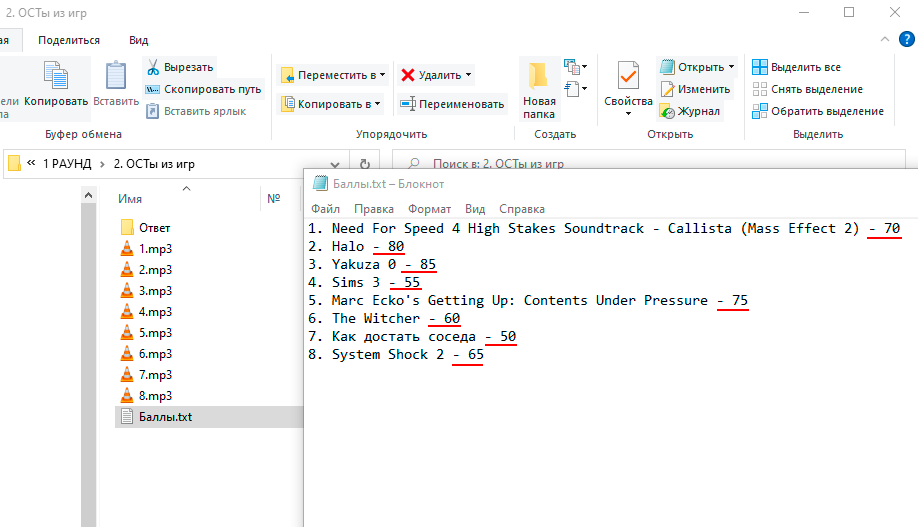 2. ОСТы из игр
ая
Поделиться
Вид
?
ели
ла
Копировать
Вставить
Вырезать
Скопировать путь
Вставить ярлык
Буфер обмена
Переместить в
Копировать в
Удалить
Переименовать
Упорядочить
Новая
папка
Создать
Свойства
Открыть
Изменить
Журнал
Открыть
Выделить все
Снять выделение
Обратить выделение
Выделить
« 1 РАУНД > 2. ОСТы из игр
Поиск в: 2. ОСТы из игр
Имя
№
Ответ
1.mp3
2.mp3
3.mp3
4.mp3
5.mp3
6.mp3
7.mp3
8.mp3
Баллы.txt
Баллы.txt – Блокнот
Файл Правка Формат Вид Справка
1. Need For Speed 4 High Stakes Soundtrack - Callista (Mass Effect 2) - 70
2. Halo - 80
3. Yakuza 0 - 85
4. Sims 3 - 55
5. Marc Ecko's Getting Up: Contents Under Pressure - 75
6. The Witcher - 60
7. Как достать соседа - 50
8. System Shock 2 - 65